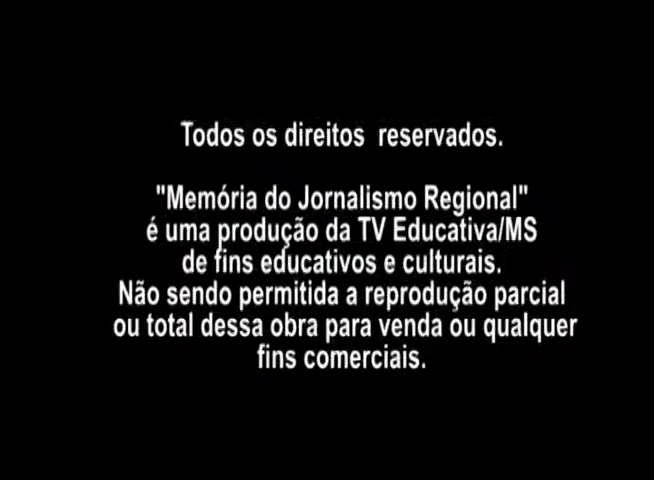 Todos os direitos reservados.
"Memória do Jornalismo Regional"
é uma produção da TV Educativa/MS
de fins educativos e culturais.
Não sendo permitida a reprodução parcial
ou total dessa obra para venda ou qualquer
fins comerciais.